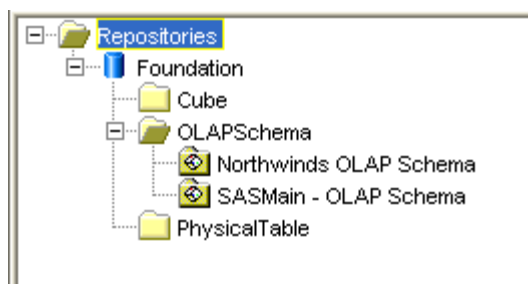 Repositories
Foundation
Cube
OLAPSchema
Northwinds OLAP Schema
SASMain - OLAP Schema
PhysicalTable